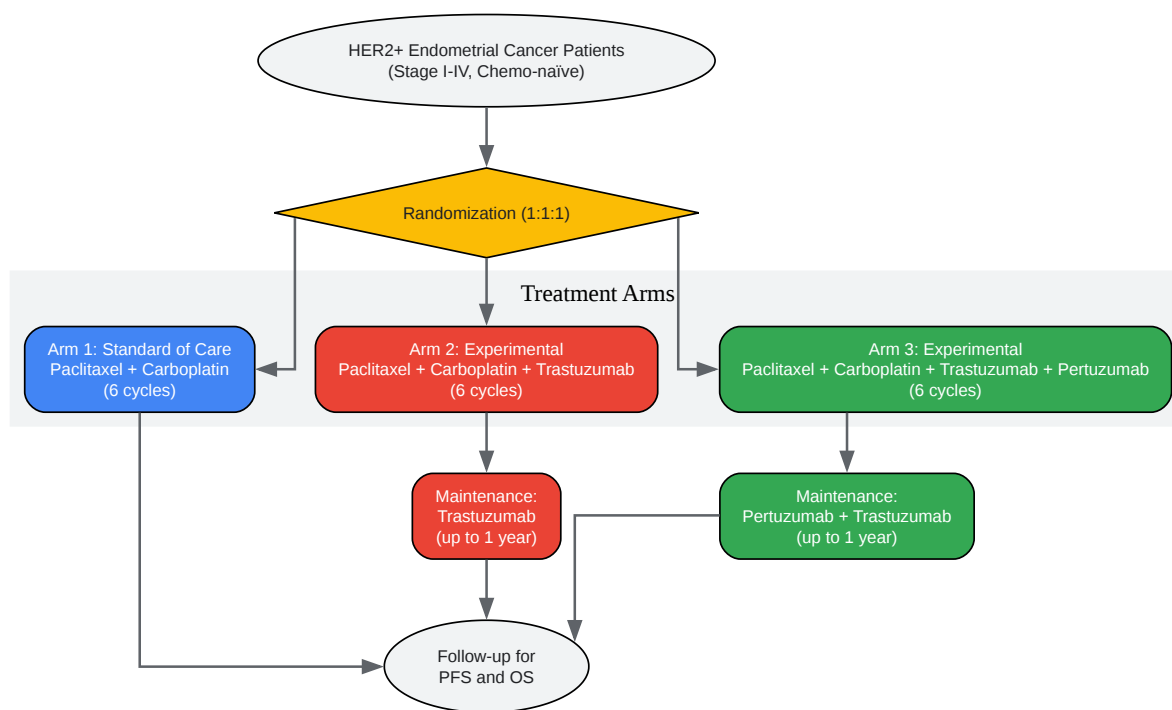 HER2+ Endometrial Cancer Patients
(Stage I-IV, Chemo-naïve)
Randomization (1:1:1)
Treatment Arms
Arm 1: Standard of Care
Paclitaxel + Carboplatin
(6 cycles)
Arm 2: Experimental
Paclitaxel + Carboplatin + Trastuzumab
(6 cycles)
Arm 3: Experimental
Paclitaxel + Carboplatin + Trastuzumab + Pertuzumab
(6 cycles)
Maintenance:
Trastuzumab
(up to 1 year)
Maintenance:
Pertuzumab + Trastuzumab
(up to 1 year)
Follow-up for
PFS and OS